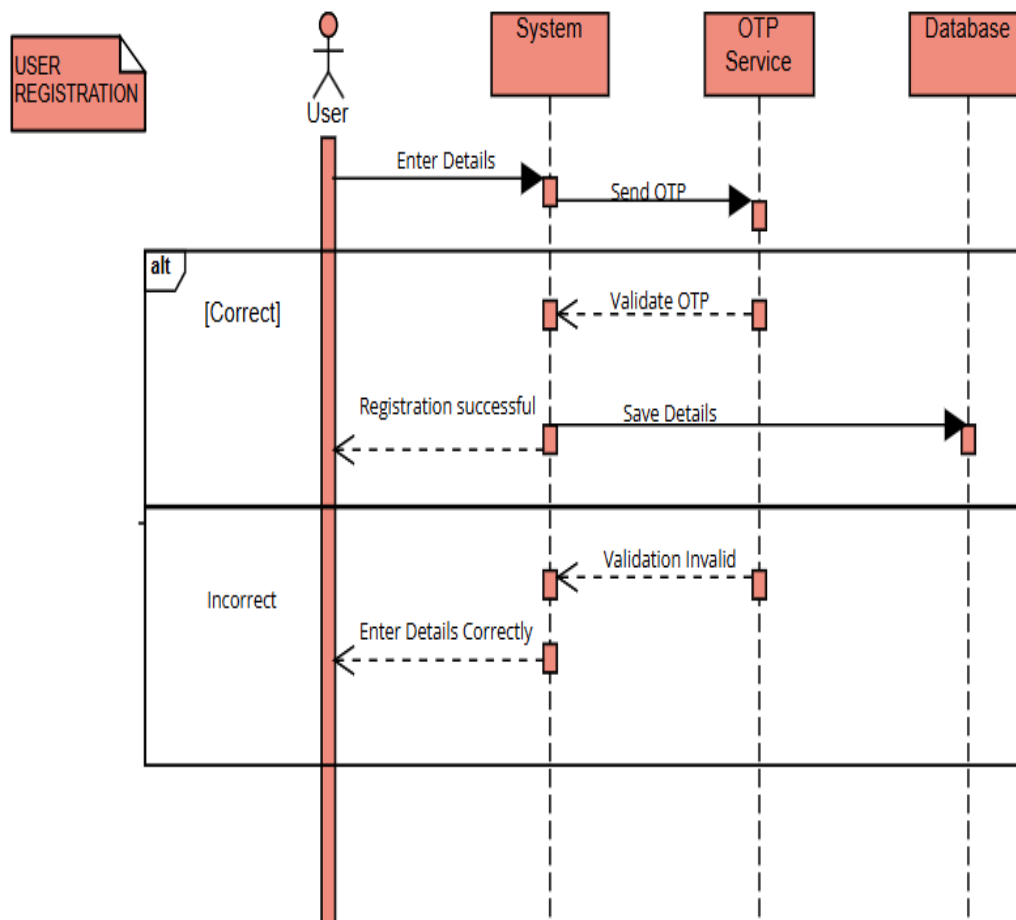 USER
REGISTRATION
User
System
OTP
Service
Database
Enter Details
Send OTP
alt
[Correct]
Validate OTP
Registration successful
Save Details
Validation Invalid
Incorrect
Enter Details Correctly